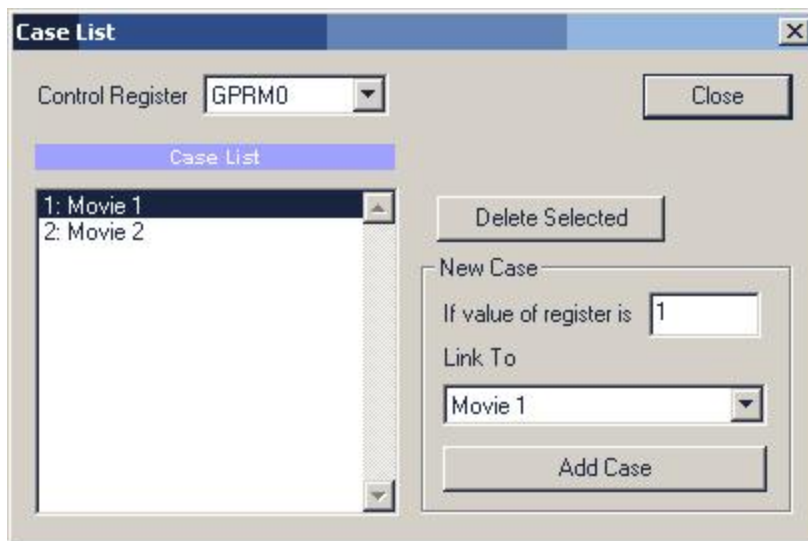 Case List
Control Register GPRM0
Close
Case List
1: Movie 1
2: Movie 2
Delete Selected
New Case
If value of register is 1
Link To
Movie 1
Add Case